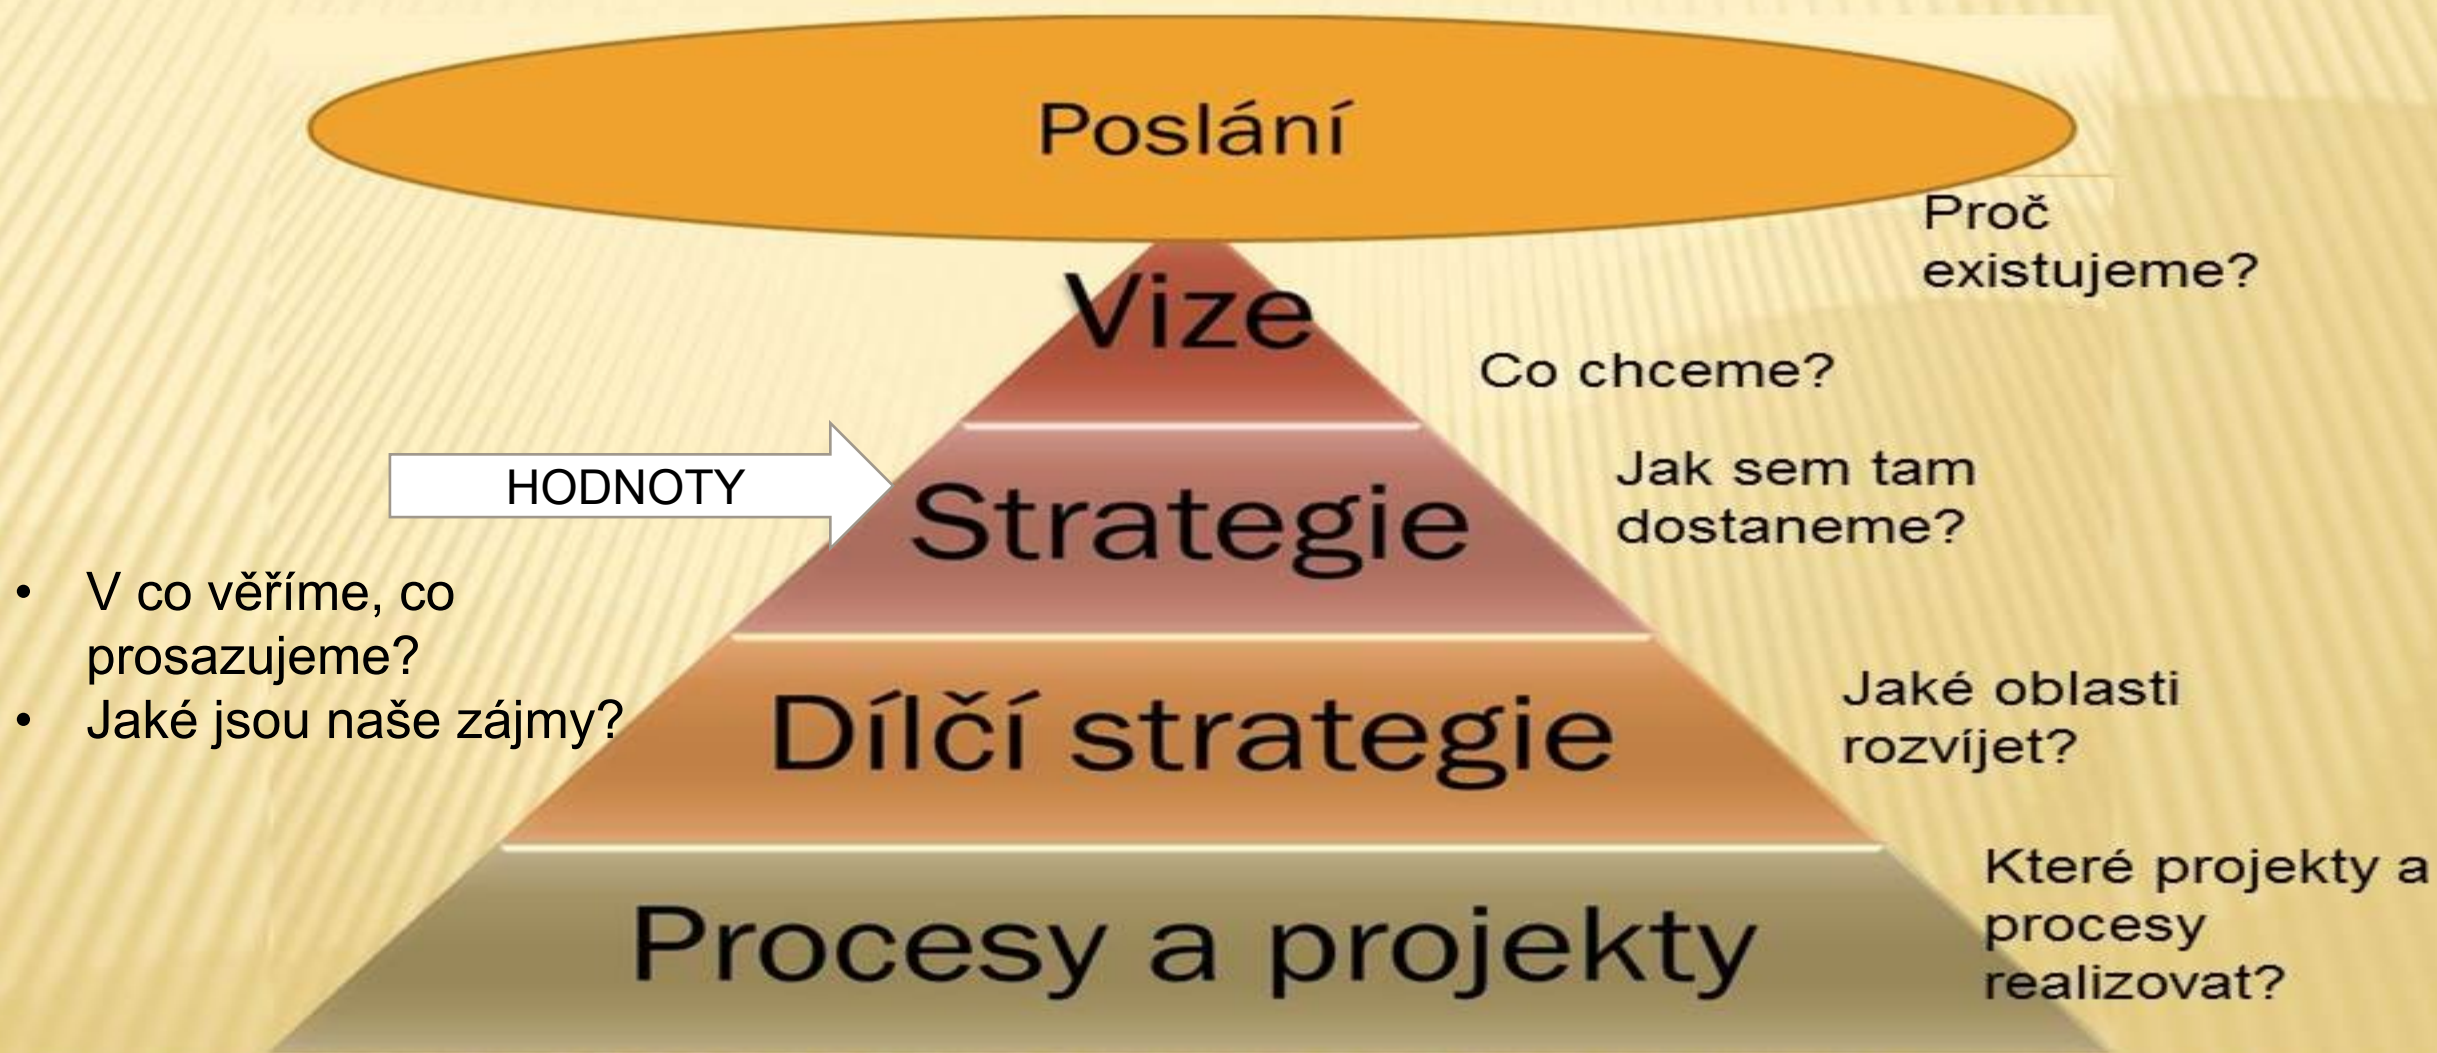 Poslání
Proč
existujeme?
Vize
Co chceme?
HODNOTY
Strategie
Jak sem tam
dostaneme?
• V co věříme, co
prosazujeme?
• Jaké jsou naše zájmy?
Dílčí strategie
Jaké oblasti
rozvíjet?
Procesy a projekty
Které projekty a
procesy
realizovat?